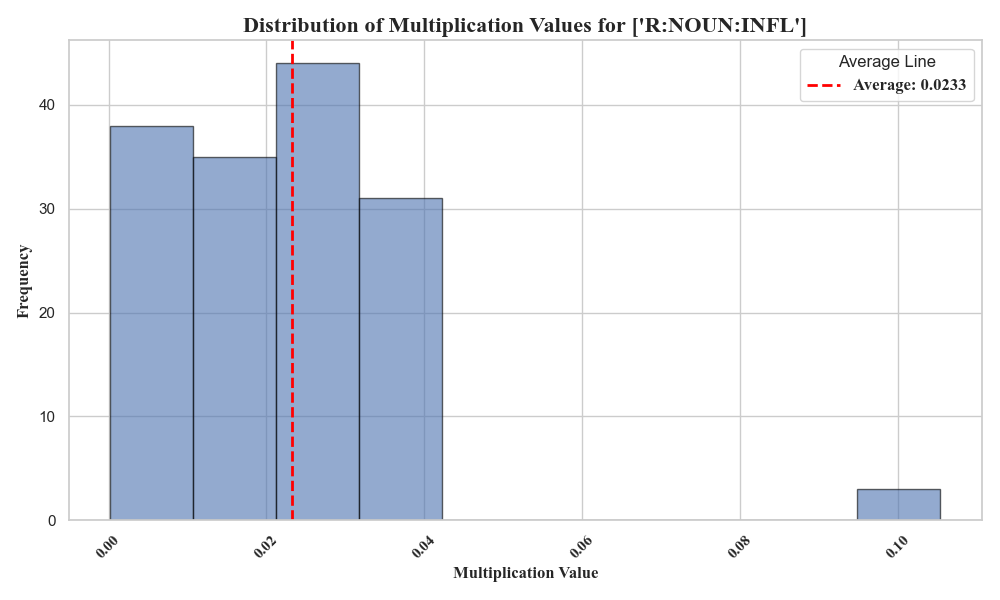 Distribution of Multiplication Values for ['R:NOUN:INFL']
Average Line
Average: 0.0233
Frequency
40
30
20
10
0
0.00
0.02
0.04
0.06
0.08
0.10
Multiplication Value